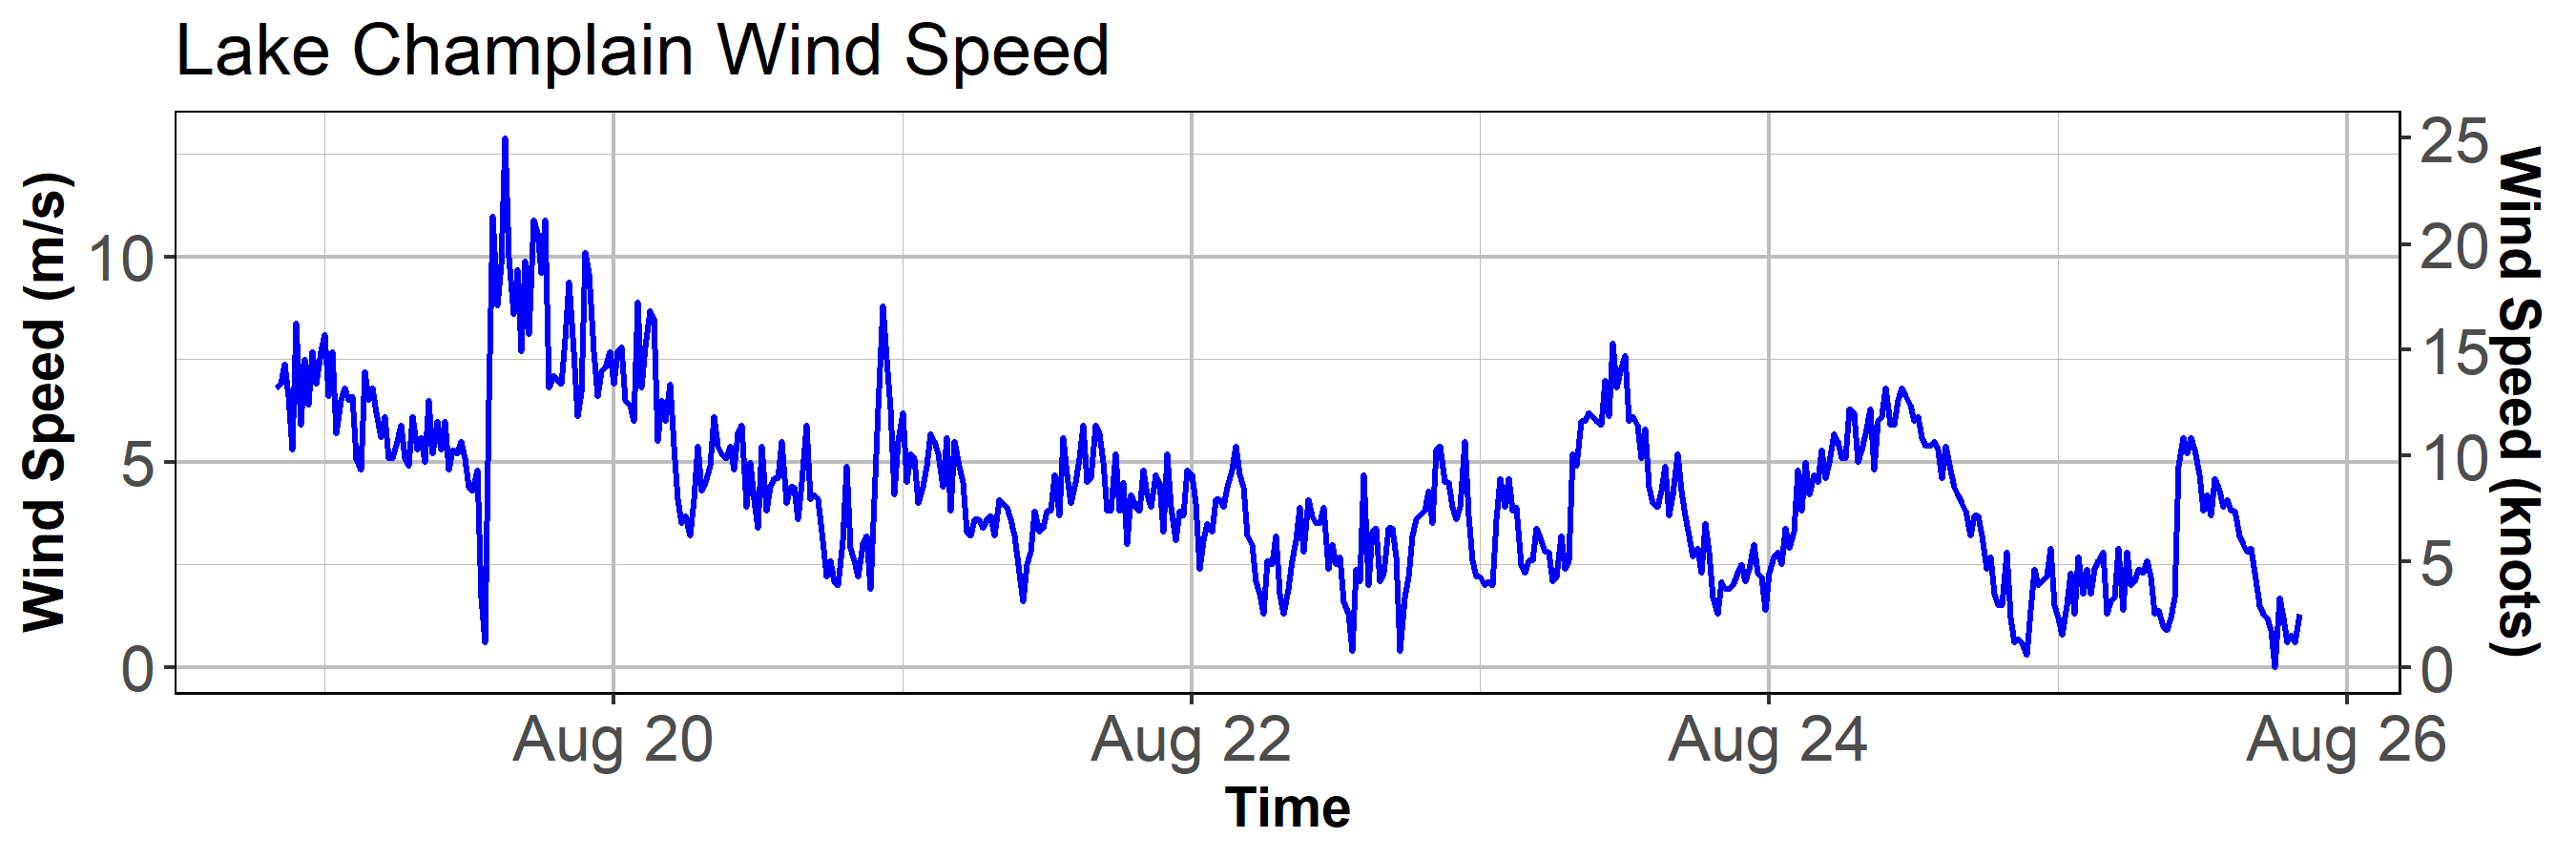 Lake Champlain Wind Speed
Wind Speed (m/s)
10
5
0
25
20
15
10
5
0
Wind Speed (knots)
Aug 20
Aug 22
Aug 24
Aug 26
Time